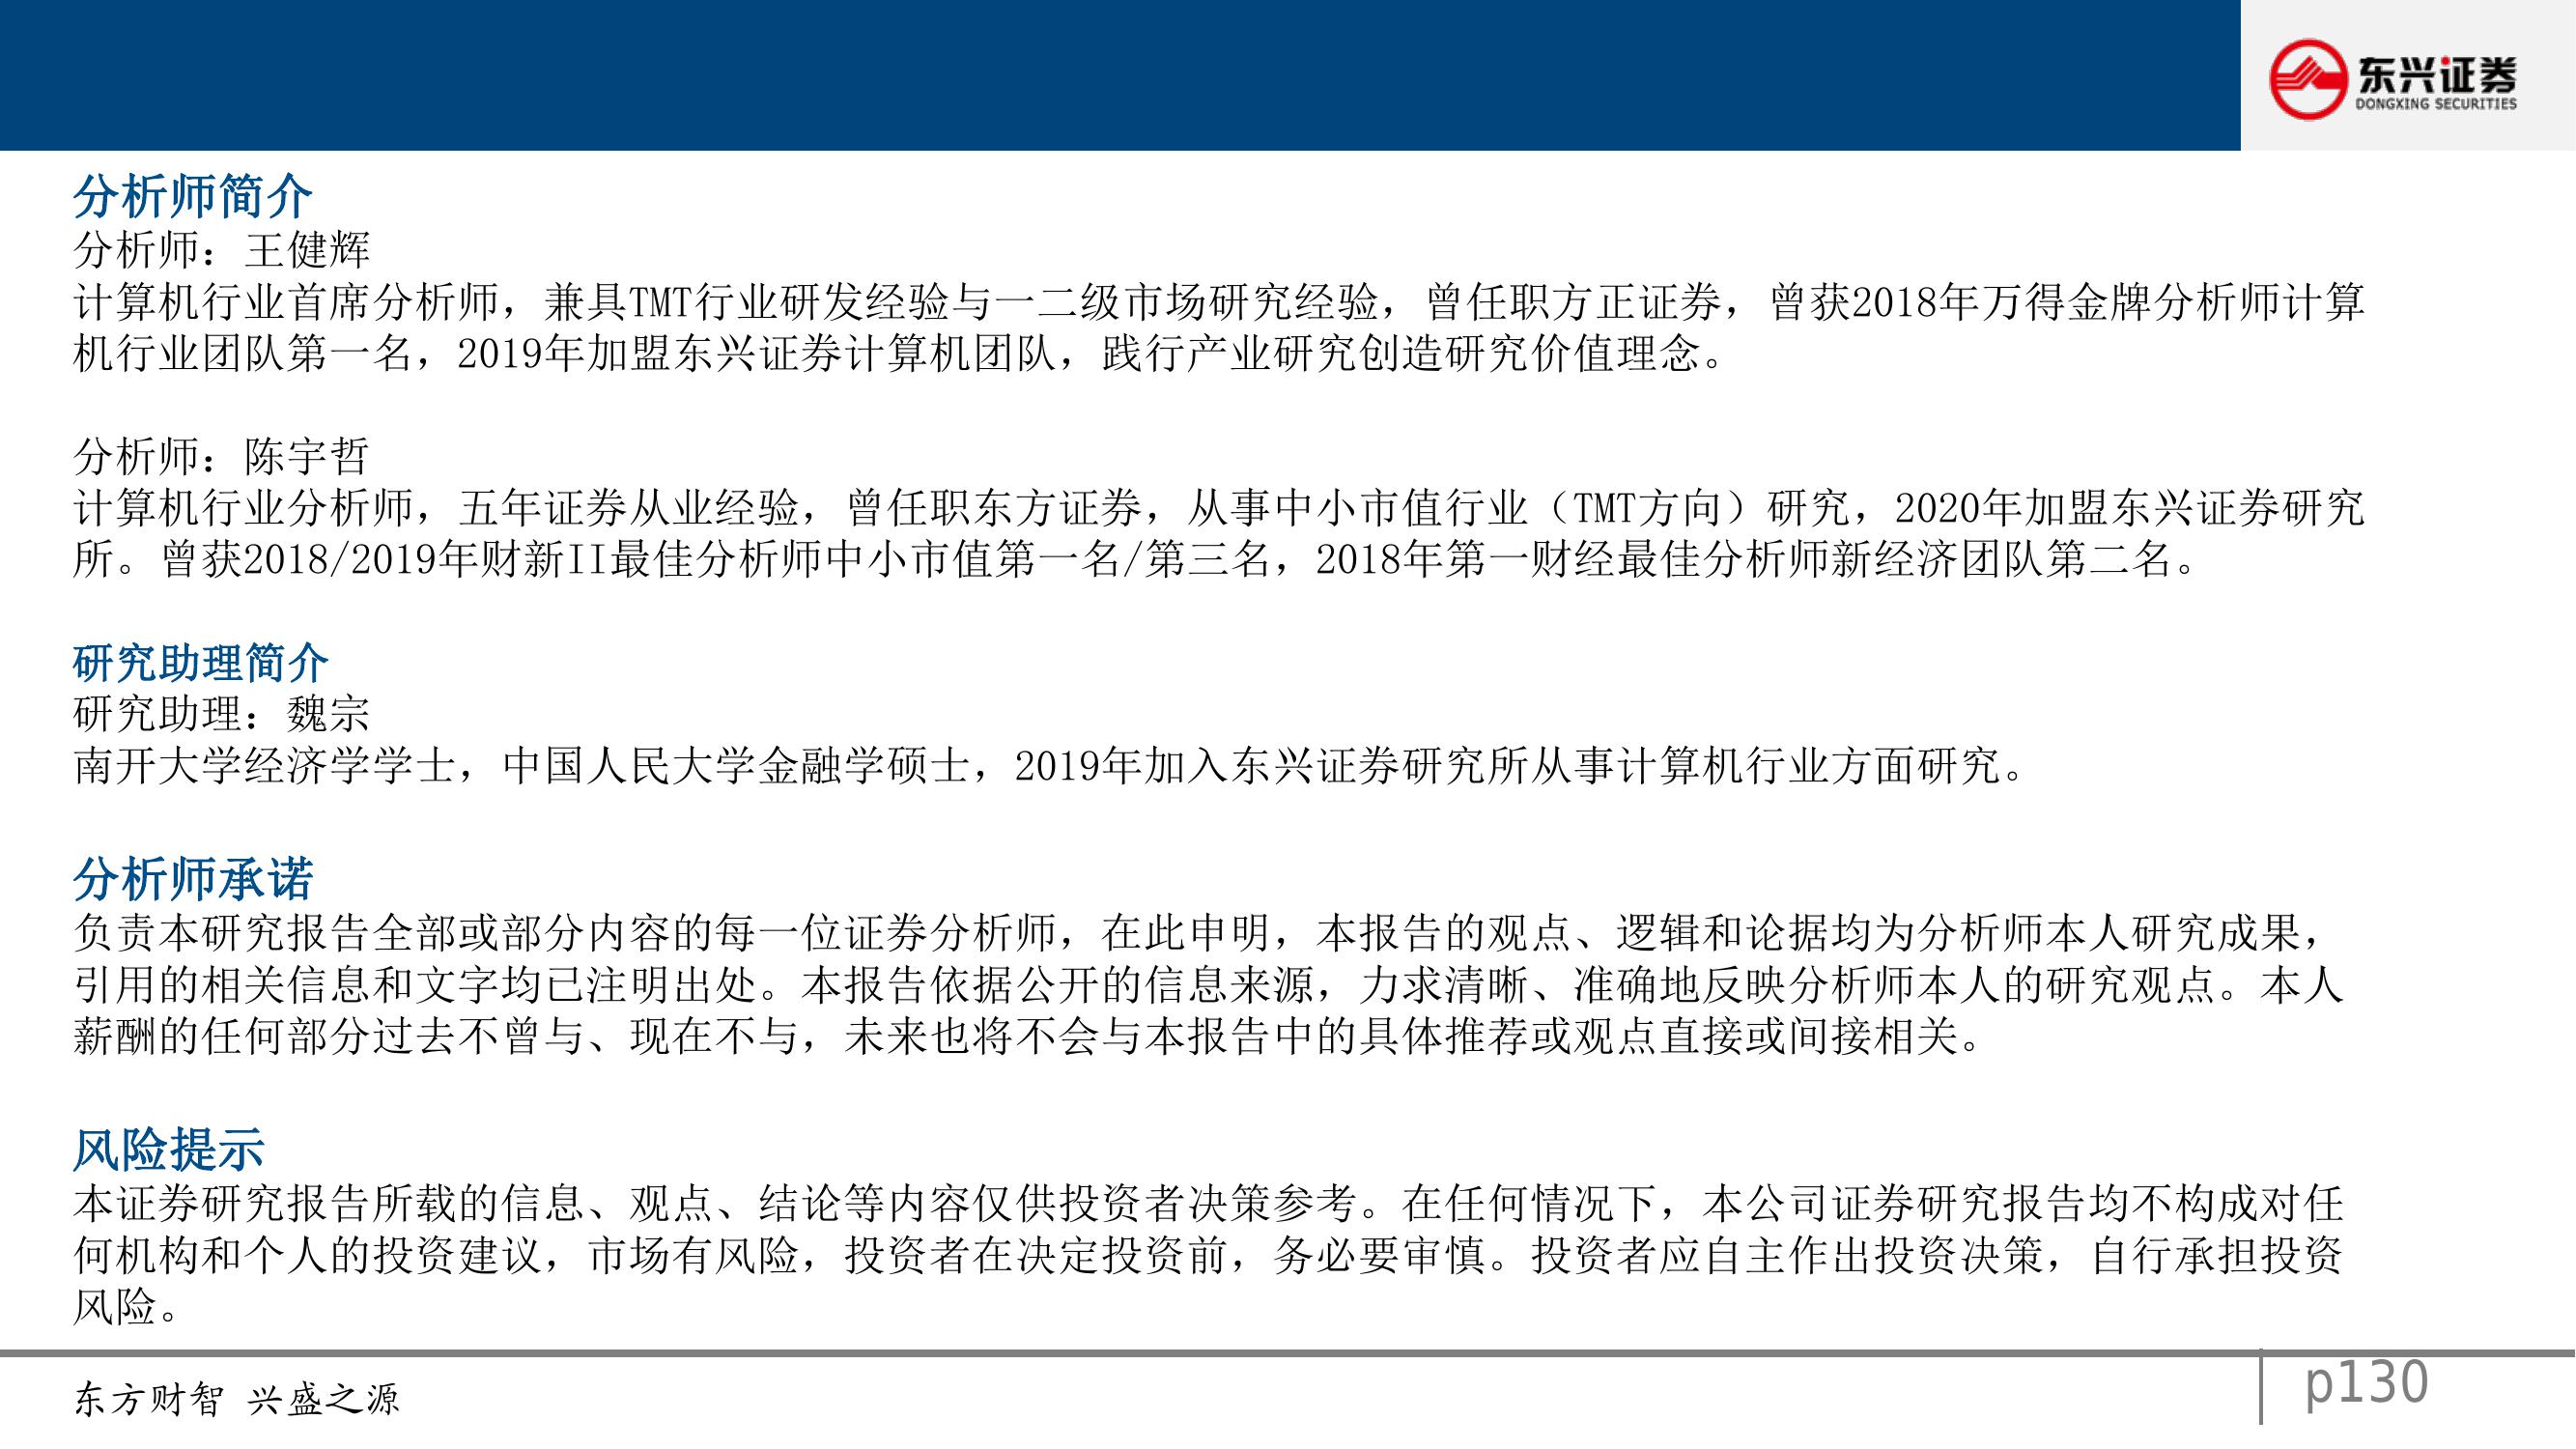 东兴证券
DONGXING SECURITIES
分析师简介
分析师：王健辉
计算机行业首席分析师，兼具TMT行业研发经验与一二级市场研究经验，曾任职方正证券，曾获2018年万得金牌分析师计算
机行业团队第一名，2019年加盟东兴证券计算机团队，践行产业研究创造研究价值理念。
分析师：陈宇哲
计算机行业分析师，五年证券从业经验，曾任职东方证券，从事中小市值行业（TMT方向）研究，2020年加盟东兴证券研究
所。曾获2018/2019年财新II最佳分析师中小市值第一名/第三名，2018年第一财经最佳分析师新经济团队第二名。
研究助理简介
研究助理：魏宗
南开大学经济学学士，中国人民大学金融学硕士，2019年加入东兴证券研究所从事计算机行业方面研究。
分析师承诺
负责本研究报告全部或部分内容的每一位证券分析师，在此申明，本报告的观点、逻辑和论据均为分析师本人研究成果，
引用的相关信息和文字均已注明出处。本报告依据公开的信息来源，力求清晰、准确地反映分析师本人的研究观点。本人
薪酬的任何部分过去不曾与、现在不与，未来也将不会与本报告中的具体推荐或观点直接或间接相关。
风险提示
本证券研究报告所载的信息、观点、结论等内容仅供投资者决策参考。在任何情况下，本公司证券研究报告均不构成对任
何机构和个人的投资建议，市场有风险，投资者在决定投资前，务必要审慎。投资者应自主作出投资决策，自行承担投资
风险。
东方财智 兴盛之源
p130